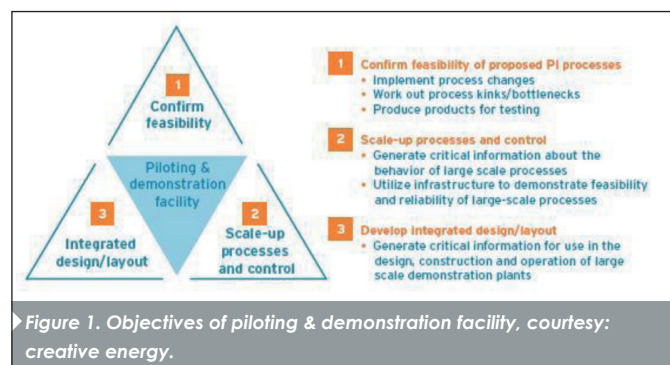 1
Confirm
feasibility
Piloting &
demonstration
facility
3
Integrated
design/layout
2
Scale-up
processes
and control
1 Confirm feasibility of proposed PI processes
• Implement process changes
• Work out process kinks/bottlenecks
• Produce products for testing
2 Scale-up processes and control
• Generate critical information about the
behavior of large scale processes
• Utilize infrastructure to demonstrate feasibility
and reliability of large-scale processes
3 Develop integrated design/layout
• Generate critical information for use in the
design, construction and operation of large
scale demonstration plants
Figure 1. Objectives of piloting & demonstration facility, courtesy:
creative energy.